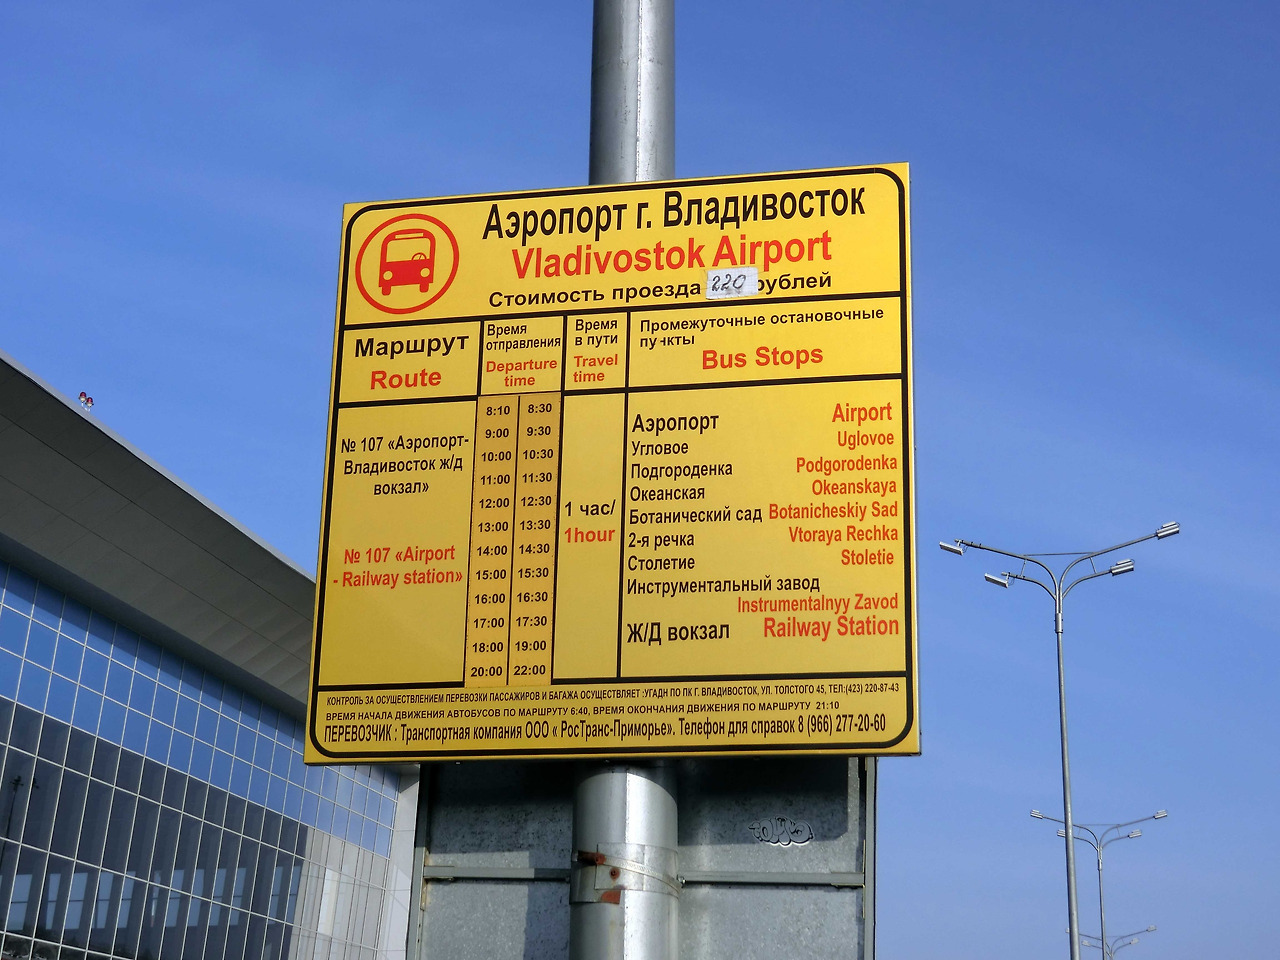 Аэропорт г. Владивосток
Vladivostok Airport
Стоимость проезда 220 рублей
Маршрут
Route
Время
отправления
Departure
time
Время
в пути
Travel
time
Промежуточные остановочные
пункты
Bus Stops
№ 107 «Аэропорт-
Владивосток ж/д
вокзал»
№ 107 «Airport
- Railway station»
8:10 8:30
9:00 9:30
10:00 10:30
11:00 11:30
12:00 12:30
13:00 13:30
14:00 14:30
15:00 15:30
16:00 16:30
17:00 17:30
18:00 19:00
20:00 22:00
1 час/
1hour
Аэропорт Airport
Угловое Uglovoe
Подгороденка Podgorodenka
Океанская Okeanskaya
Ботанический сад Botanicheskiy Sad
2-я речка Vtoraya Rechka
Столетие Stoletie
Инструментальный завод
Instrumentalnyy Zavod
Ж/Д вокзал Railway Station
КОНТРОЛЬ ЗА ОСУЩЕСТВЛЕНИЕМ ПЕРЕВОЗКИ ПАССАЖИРОВ И БАГАЖА ОСУЩЕСТВЛЯЕТ :УГАДН ПО ПК Г. ВЛАДИВОСТОК, УЛ. ТОЛСТОГО 45, ТЕЛ:(423) 220-87-43
ВРЕМЯ НАЧАЛА ДВИЖЕНИЯ АВТОБУСОВ ПО МАРШРУТУ 6:40, ВРЕМЯ ОКОНЧАНИЯ ДВИЖЕНИЯ ПО МАРШРУТУ 21:10
ПЕРЕВОЗЧИК : Транспортная компания ООО « РосТранс-Приморье». Телефон для справок 8 (966) 277-20-60